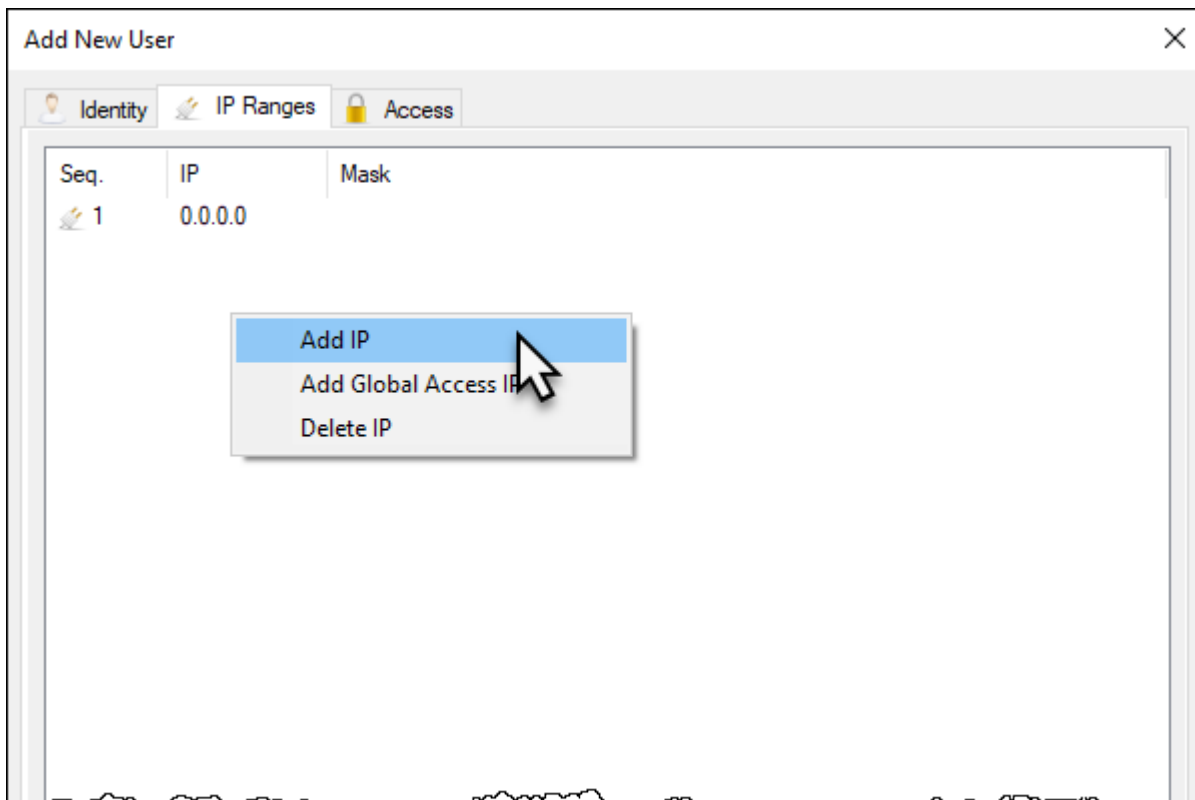 Add New User
Identity IP Ranges Access
Seq. IP Mask
1 0.0.0.0
Add IP
Add Global Access IP
Delete IP